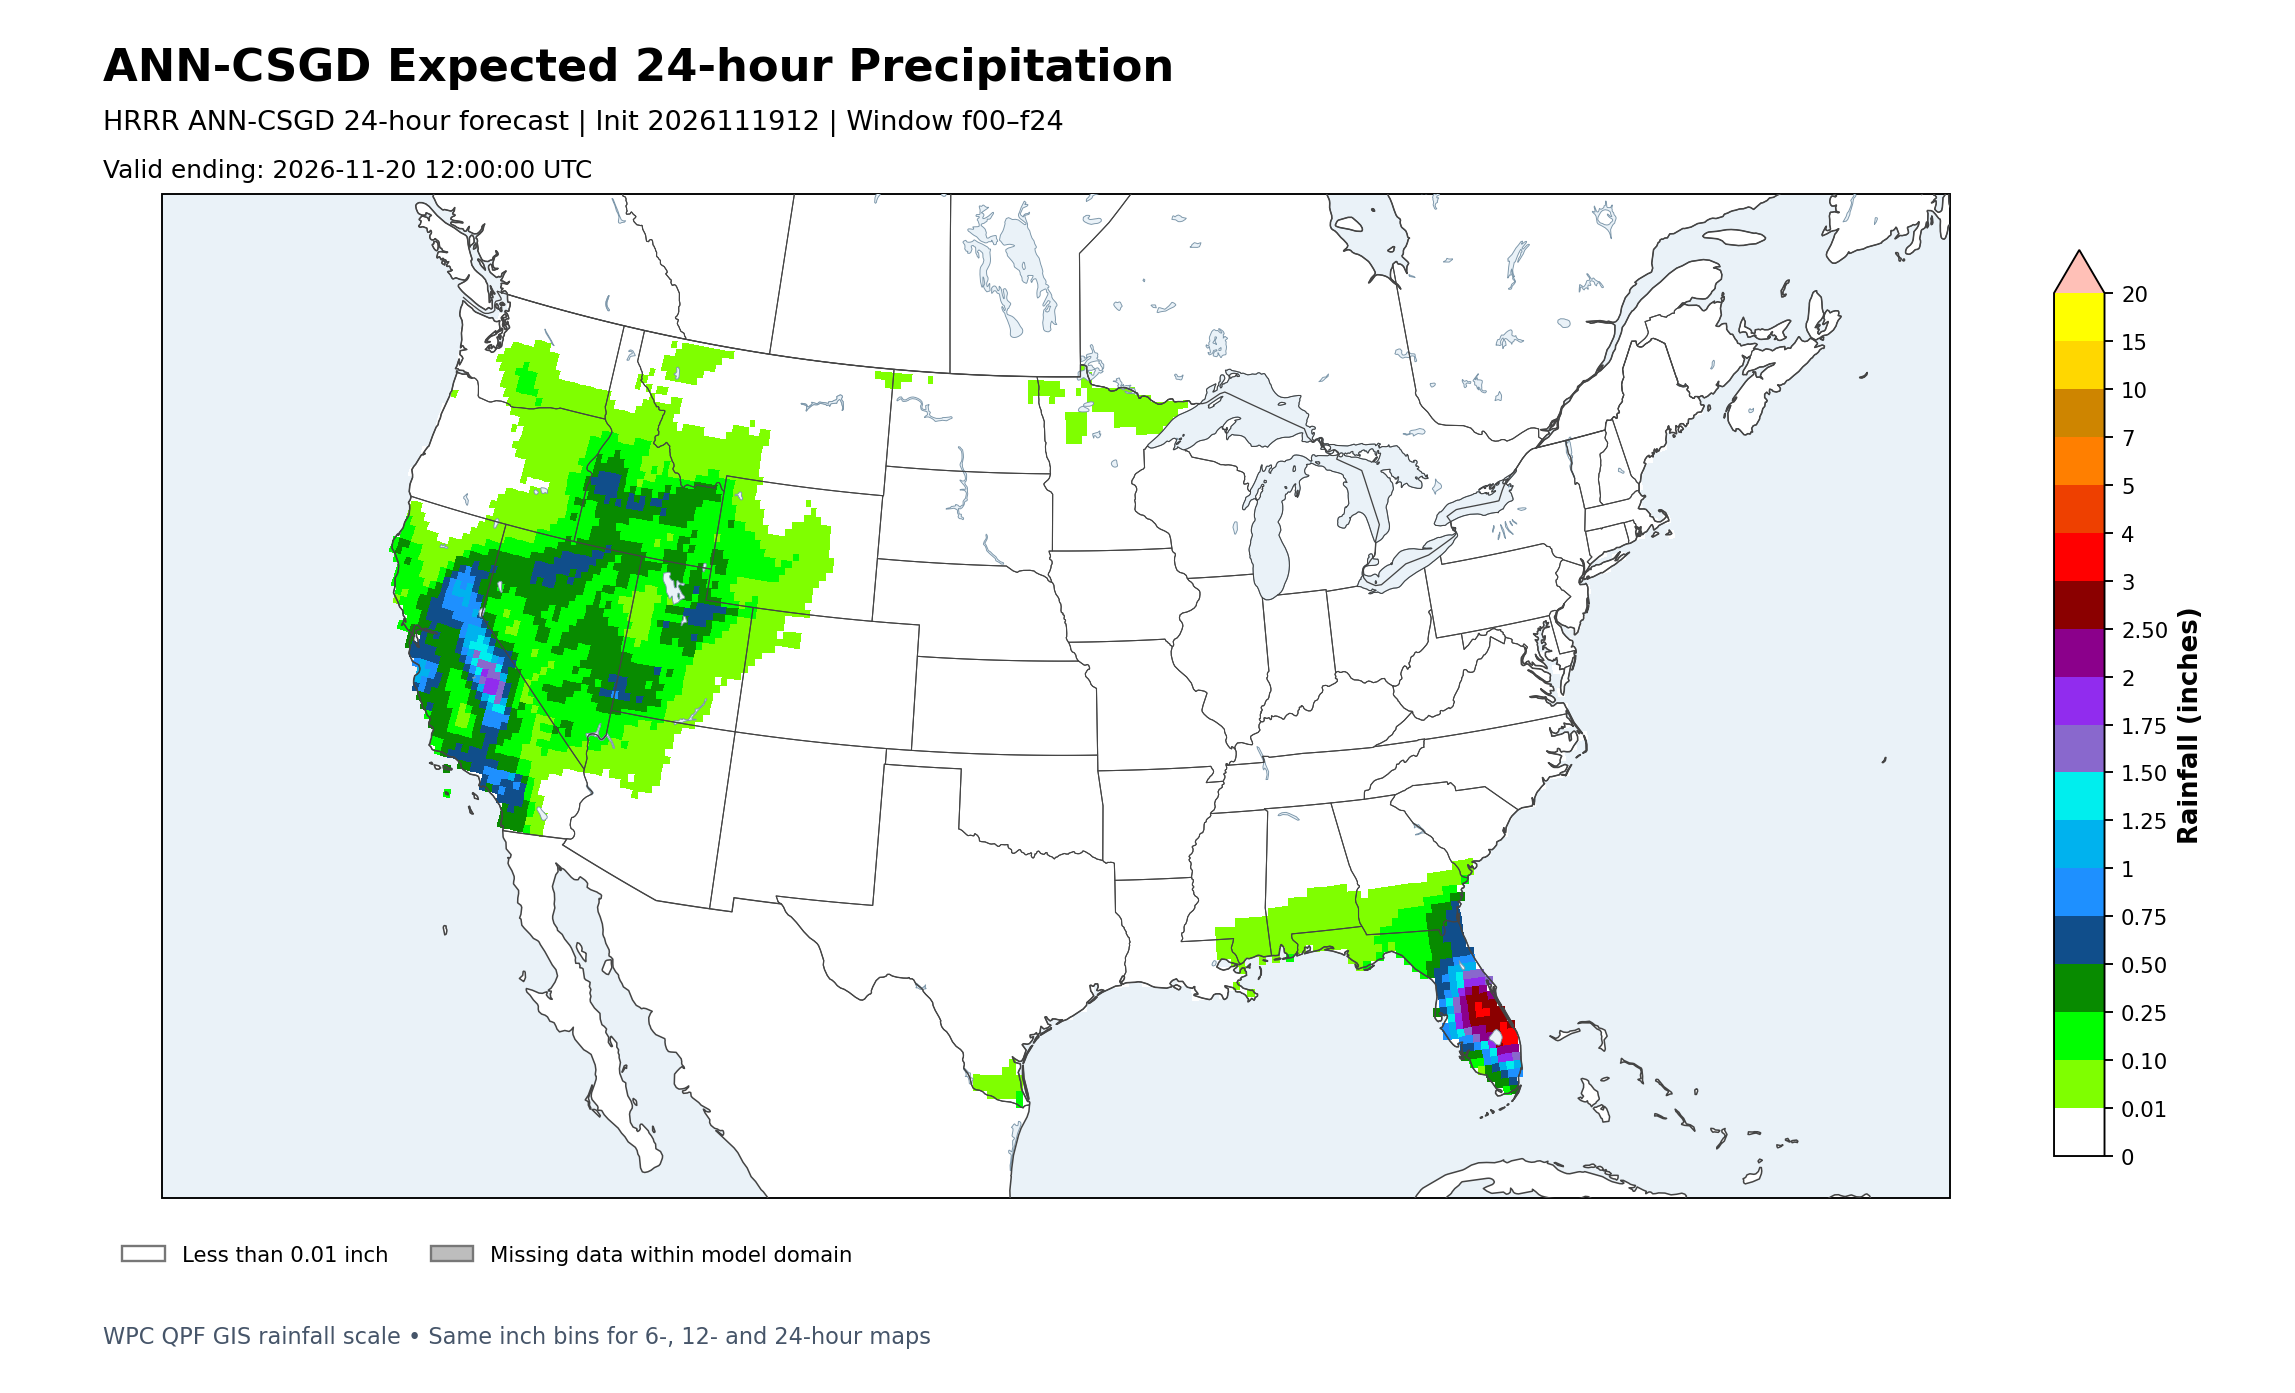 ANN-CSGD Expected 24-hour Precipitation
HRRR ANN-CSGD 24-hour forecast | Init 2026111912 | Window f00–f24
Valid ending: 2026-11-20 12:00:00 UTC
20
15
10
7
5
4
3
2.50
2
1.75
1.50
1.25
1
0.75
0.50
0.25
0.10
0.01
0
Rainfall (inches)
Less than 0.01 inch
Missing data within model domain
WPC QPF GIS rainfall scale • Same inch bins for 6-, 12- and 24-hour maps